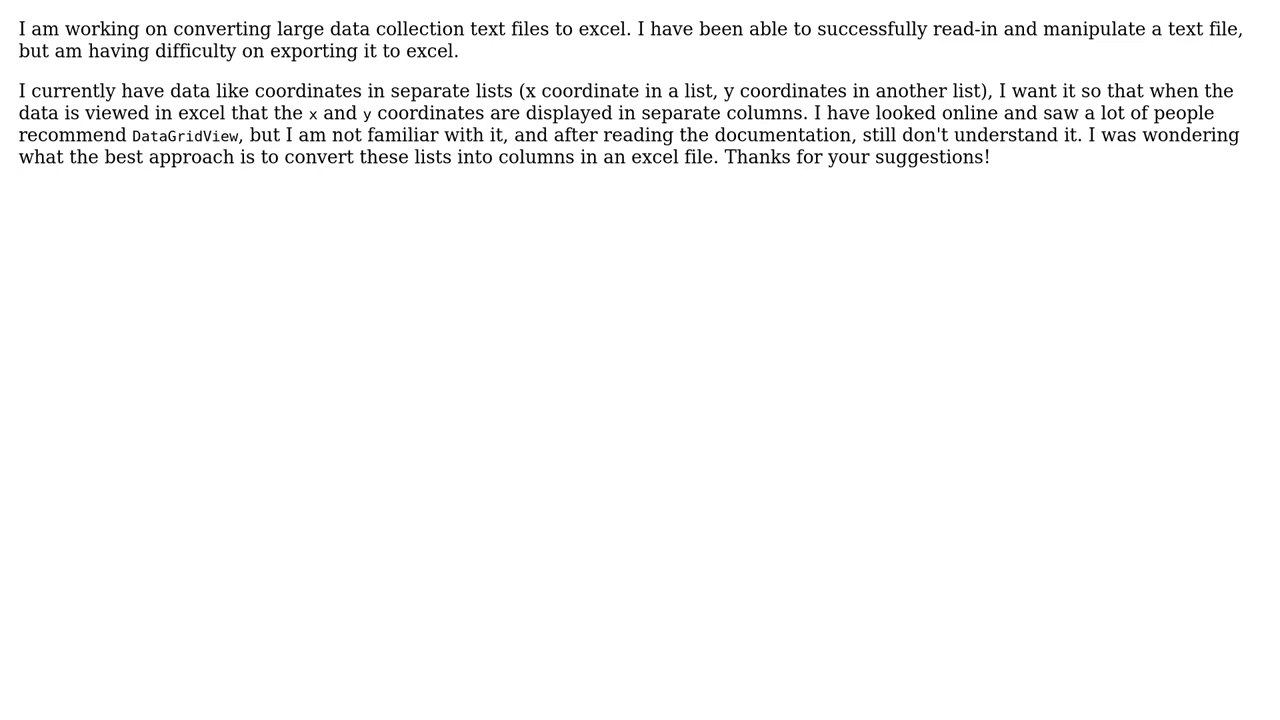 I am working on converting large data collection text files to excel. I have been able to successfully read-in and manipulate a text file,
but am having difficulty on exporting it to excel.
I currently have data like coordinates in separate lists (x coordinate in a list, y coordinates in another list), I want it so that when the
data is viewed in excel that the x and y coordinates are displayed in separate columns. I have looked online and saw a lot of people
recommend DataGridView, but I am not familiar with it, and after reading the documentation, still don't understand it. I was wondering
what the best approach is to convert these lists into columns in an excel file. Thanks for your suggestions!